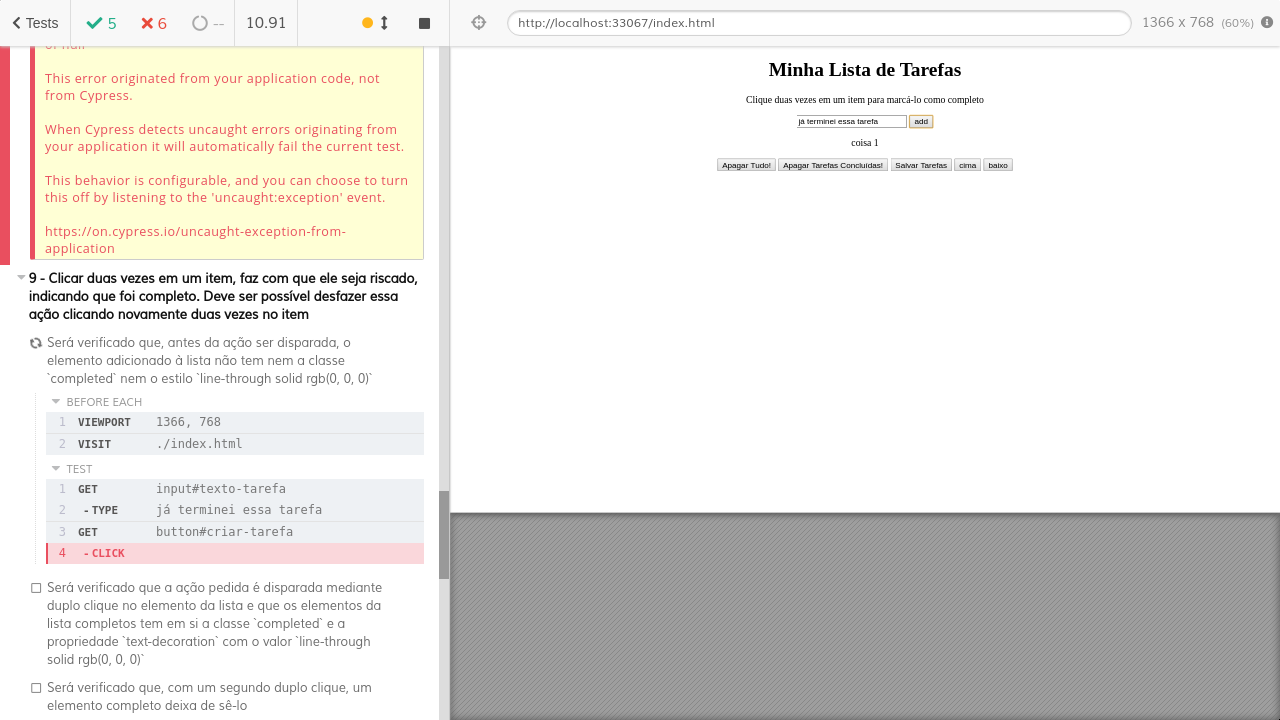 Tests
5
6
--
10.91
http://localhost:33067/index.html
1366 x 768 (60%)
of null
This error originated from your application code, not
from Cypress.
When Cypress detects uncaught errors originating from
your application it will automatically fail the current test.
This behavior is configurable, and you can choose to turn
this off by listening to the 'uncaught:exception' event.
https://on.cypress.io/uncaught-exception-from-
application
9 - Clicar duas vezes em um item, faz com que ele seja riscado,
indicando que foi completo. Deve ser possível desfazer essa
ação clicando novamente duas vezes no item
Será verificado que, antes da ação ser disparada, o
elemento adicionado à lista não tem nem a classe
`completed` nem o estilo `line-through solid rgb(0, 0, 0)`
BEFORE EACH
1 VIEWPORT 1366, 768
2 VISIT ./index.html
TEST
1 GET input#texto-tarefa
2 -TYPE já terminei essa tarefa
3 GET button#criar-tarefa
4 -CLICK
Será verificado que a ação pedida é disparada mediante
duplo clique no elemento da lista e que os elementos da
lista completos tem em si a classe `completed` e a
propriedade `text-decoration` com o valor `line-through
solid rgb(0, 0, 0)`
Será verificado que, com um segundo duplo clique, um
elemento completo deixa de sê-lo
Minha Lista de Tarefas
Clique duas vezes em um item para marcá-lo como completo
já terminei essa tarefa add
coisa 1
Apagar Tudo! Apagar Tarefas Concluídas! Salvar Tarefas cima baixo